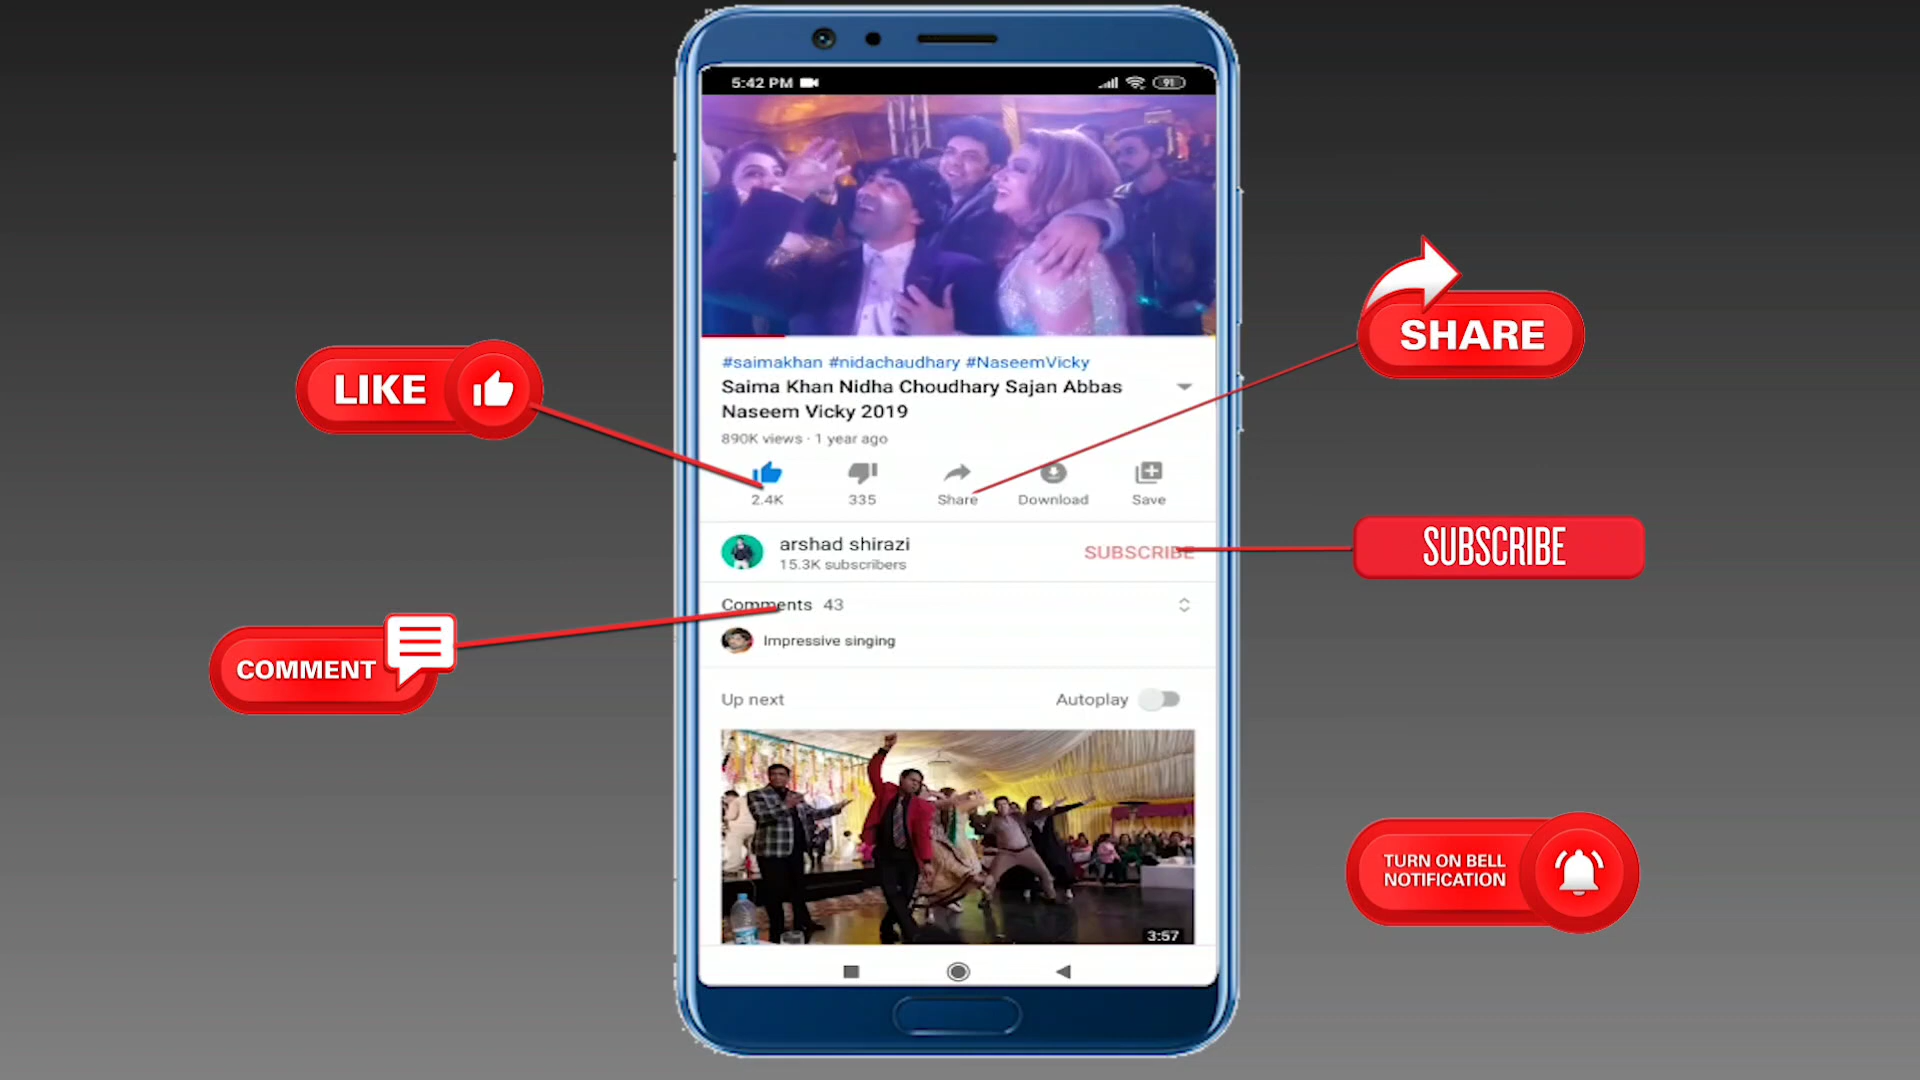 5:42 PM
91
#saimakhan #nidachaudhary #NaseemVicky
Saima Khan Nidha Choudhary Sajan Abbas
Naseem Vicky 2019
890K views · 1 year ago
2.4K
335
Share
Download
Save
arshad shirazi
15.3K subscribers
SUBSCRIBE
Comments 43
Impressive singing
Up next
Autoplay
3:57
LIKE
COMMENT
SHARE
SUBSCRIBE
TURN ON BELL
NOTIFICATION